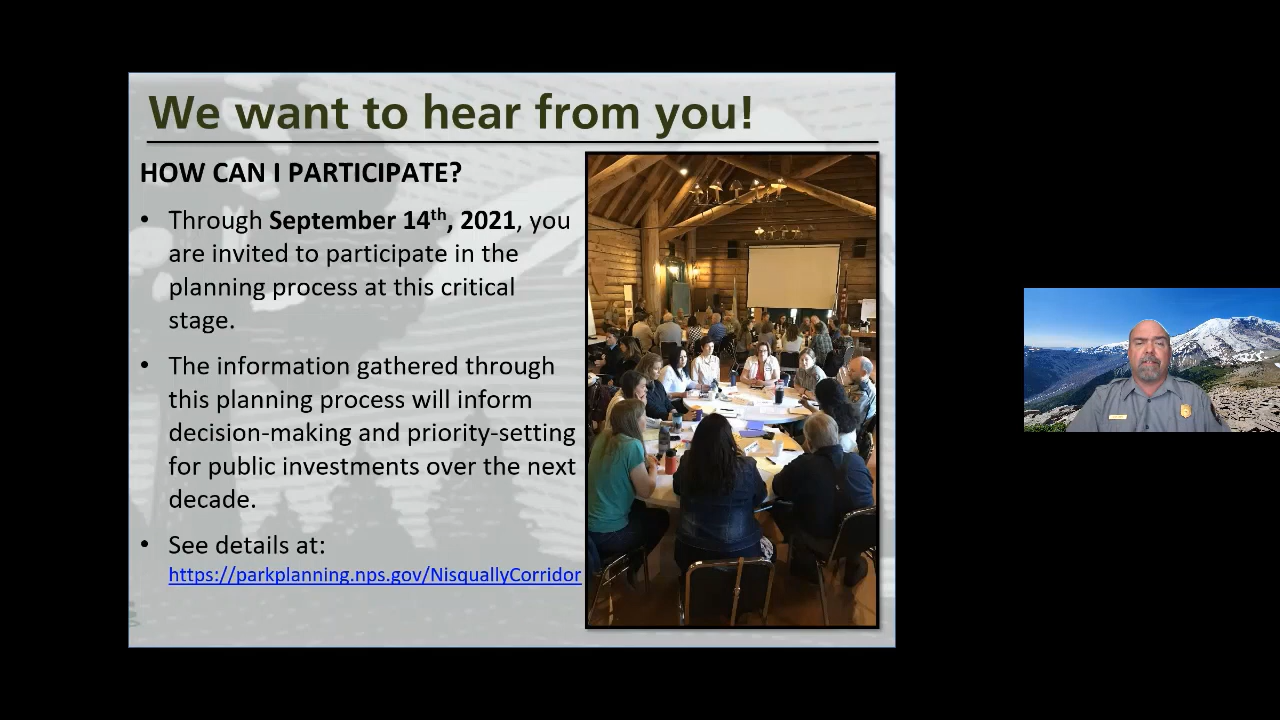 We want to hear from you!
HOW CAN I PARTICIPATE?
• Through September 14th, 2021, you
are invited to participate in the
planning process at this critical
stage.
• The information gathered through
this planning process will inform
decision-making and priority-setting
for public investments over the next
decade.
• See details at:
https://parkplanning.nps.gov/NisquallyCorridor